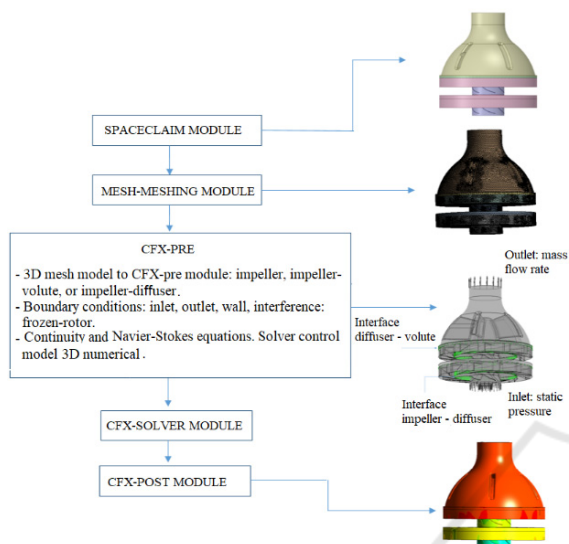 SPACECLAIM MODULE
MESH-MESHING MODULE
CFX-PRE
- 3D mesh model to CFX-pre module: impeller, impeller-
volute, or impeller-diffuser.
- Boundary conditions: inlet, outlet, wall, interference:
frozen-rotor.
- Continuity and Navier-Stokes equations. Solver control
model 3D numerical .
Outlet: mass
flow rate
Interface
diffuser - volute
Interface
impeller - diffuser
Inlet: static
pressure
CFX-SOLVER MODULE
CFX-POST MODULE